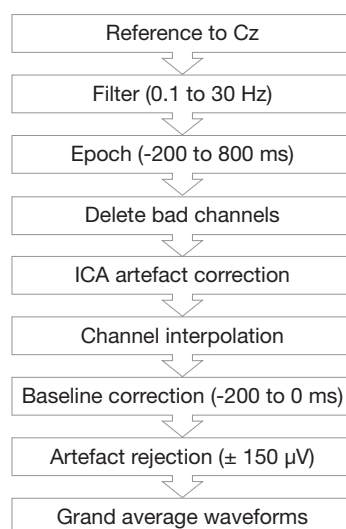 Reference to Cz
Filter (0.1 to 30 Hz)
Epoch (-200 to 800 ms)
Delete bad channels
ICA artefact correction
Channel interpolation
Baseline correction (-200 to 0 ms)
Artefact rejection (± 150 µV)
Grand average waveforms